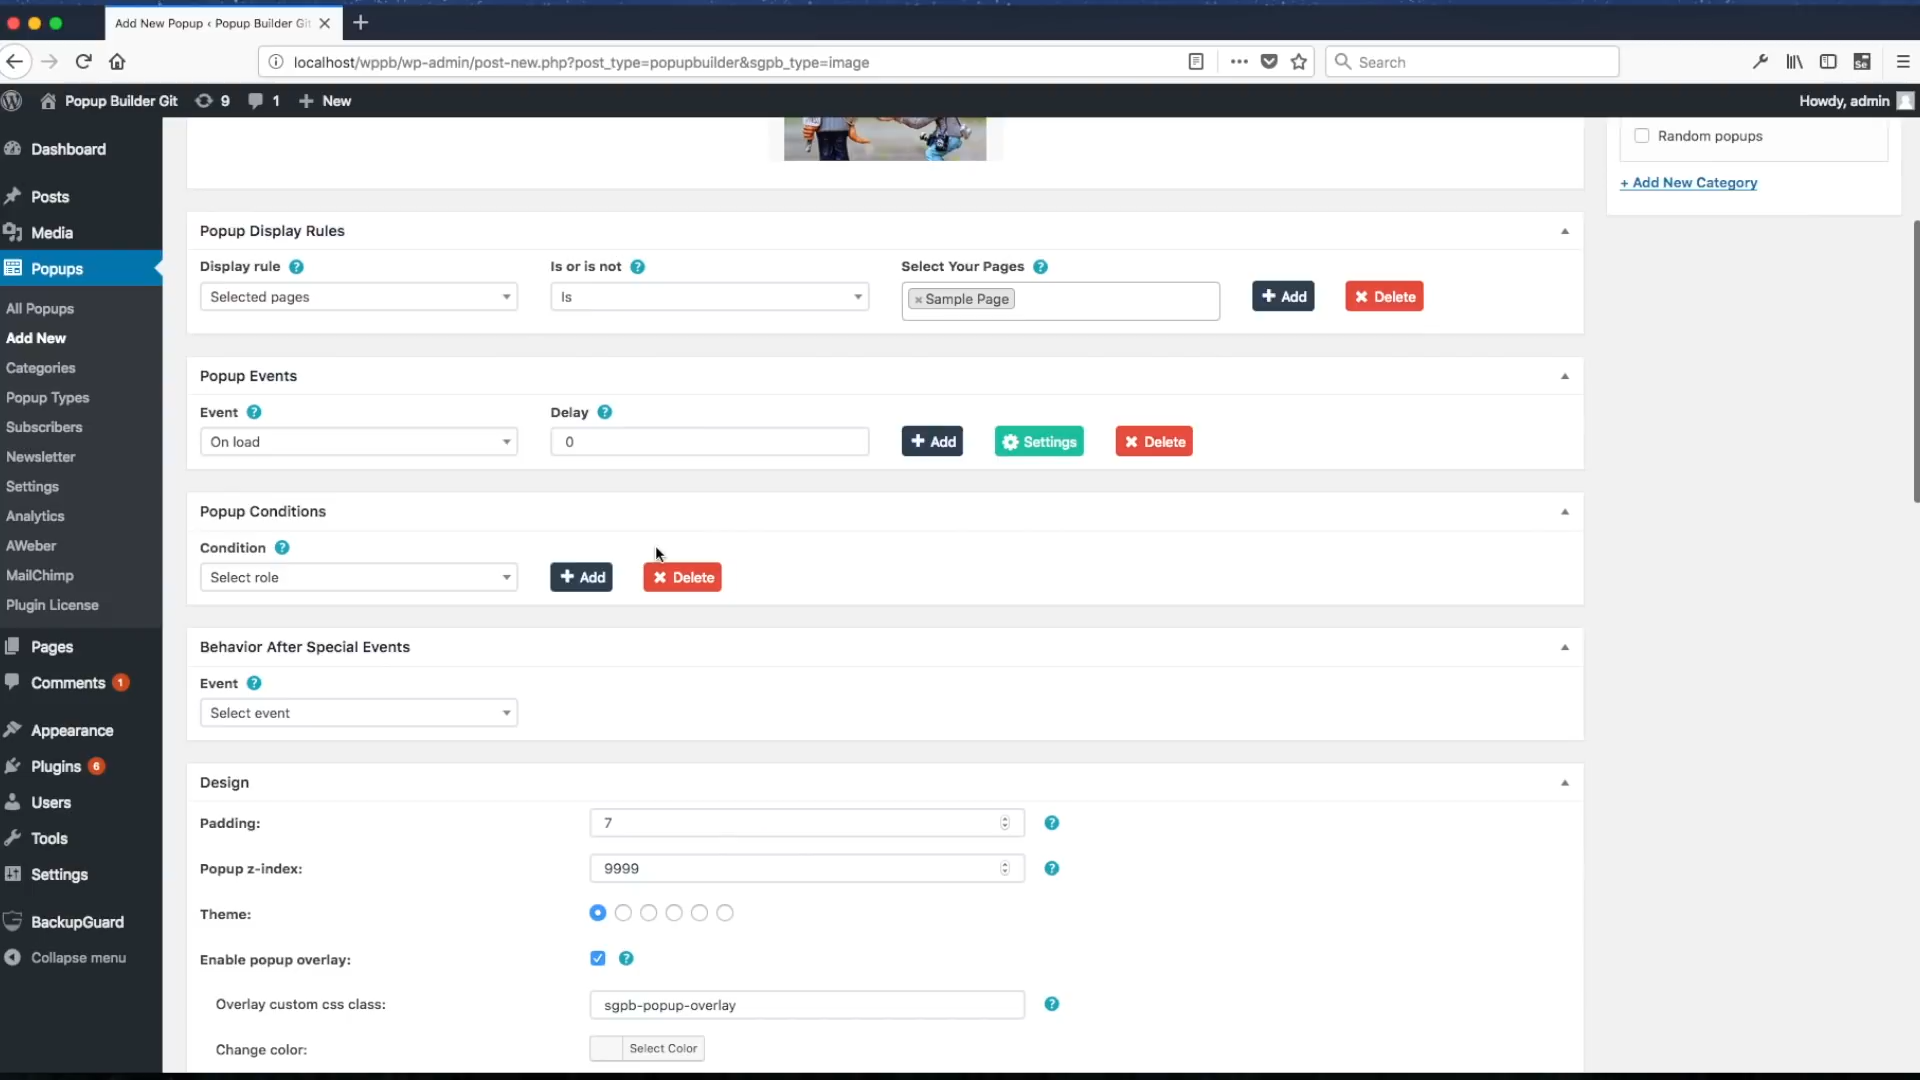 Add New Popup ‹ Popup Builder Git
localhost/wppb/wp-admin/post-new.php?post_type=popupbuilder&sgpb_type=image
Search
Popup Builder Git
9
1
+ New
Howdy, admin
Dashboard
Posts
Media
Popups
All Popups
Add New
Categories
Popup Types
Subscribers
Newsletter
Settings
Analytics
AWeber
MailChimp
Plugin License
Pages
Comments 1
Appearance
Plugins 6
Users
Tools
Settings
BackupGuard
Collapse menu
Random popups
+ Add New Category
Popup Display Rules
Display rule ?
Is or is not ?
Select Your Pages ?
Selected pages
Is
× Sample Page
+ Add
✖ Delete
Popup Events
Event ?
Delay ?
On load
0
+ Add
Settings
✖ Delete
Popup Conditions
Condition ?
Select role
+ Add
✖ Delete
Behavior After Special Events
Event ?
Select event
Design
Padding:
7
?
Popup z-index:
9999
?
Theme:
Enable popup overlay:
?
Overlay custom css class:
sgpb-popup-overlay
?
Change color:
Select Color